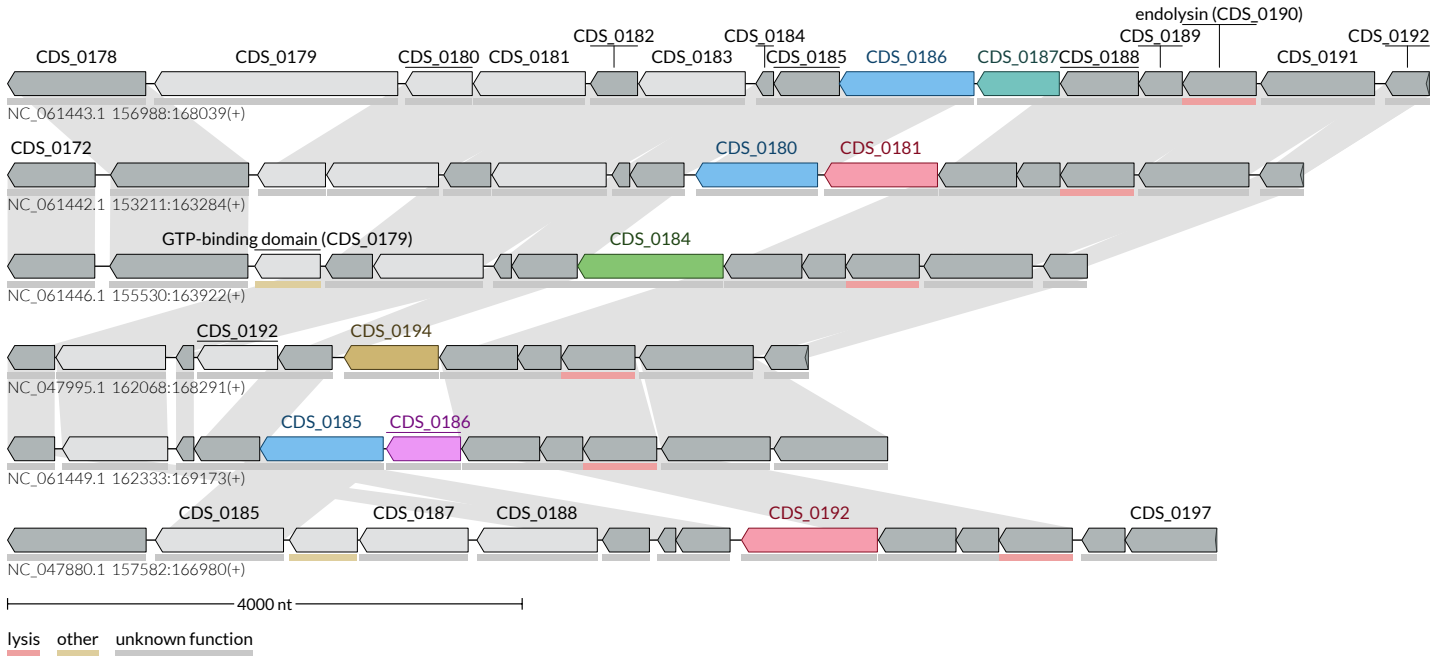 endolysin (CDS_0190)
CDS_0182 CDS_0184 CDS_0189 CDS_0192
CDS_0178 CDS_0179 CDS_0180 CDS_0181 CDS_0183 CDS_0185 CDS_0186 CDS_0187 CDS_0188 CDS_0191
NC_061443.1 156988:168039(+)
CDS_0172 CDS_0180 CDS_0181
NC_061442.1 153211:163284(+)
GTP-binding domain (CDS_0179) CDS_0184
NC_061446.1 155530:163922(+)
CDS_0192 CDS_0194
NC_047995.1 162068:168291(+)
CDS_0185 CDS_0186
NC_061449.1 162333:169173(+)
CDS_0185 CDS_0187 CDS_0188 CDS_0192 CDS_0197
NC_047880.1 157582:166980(+)
4000 nt
lysis other unknown function